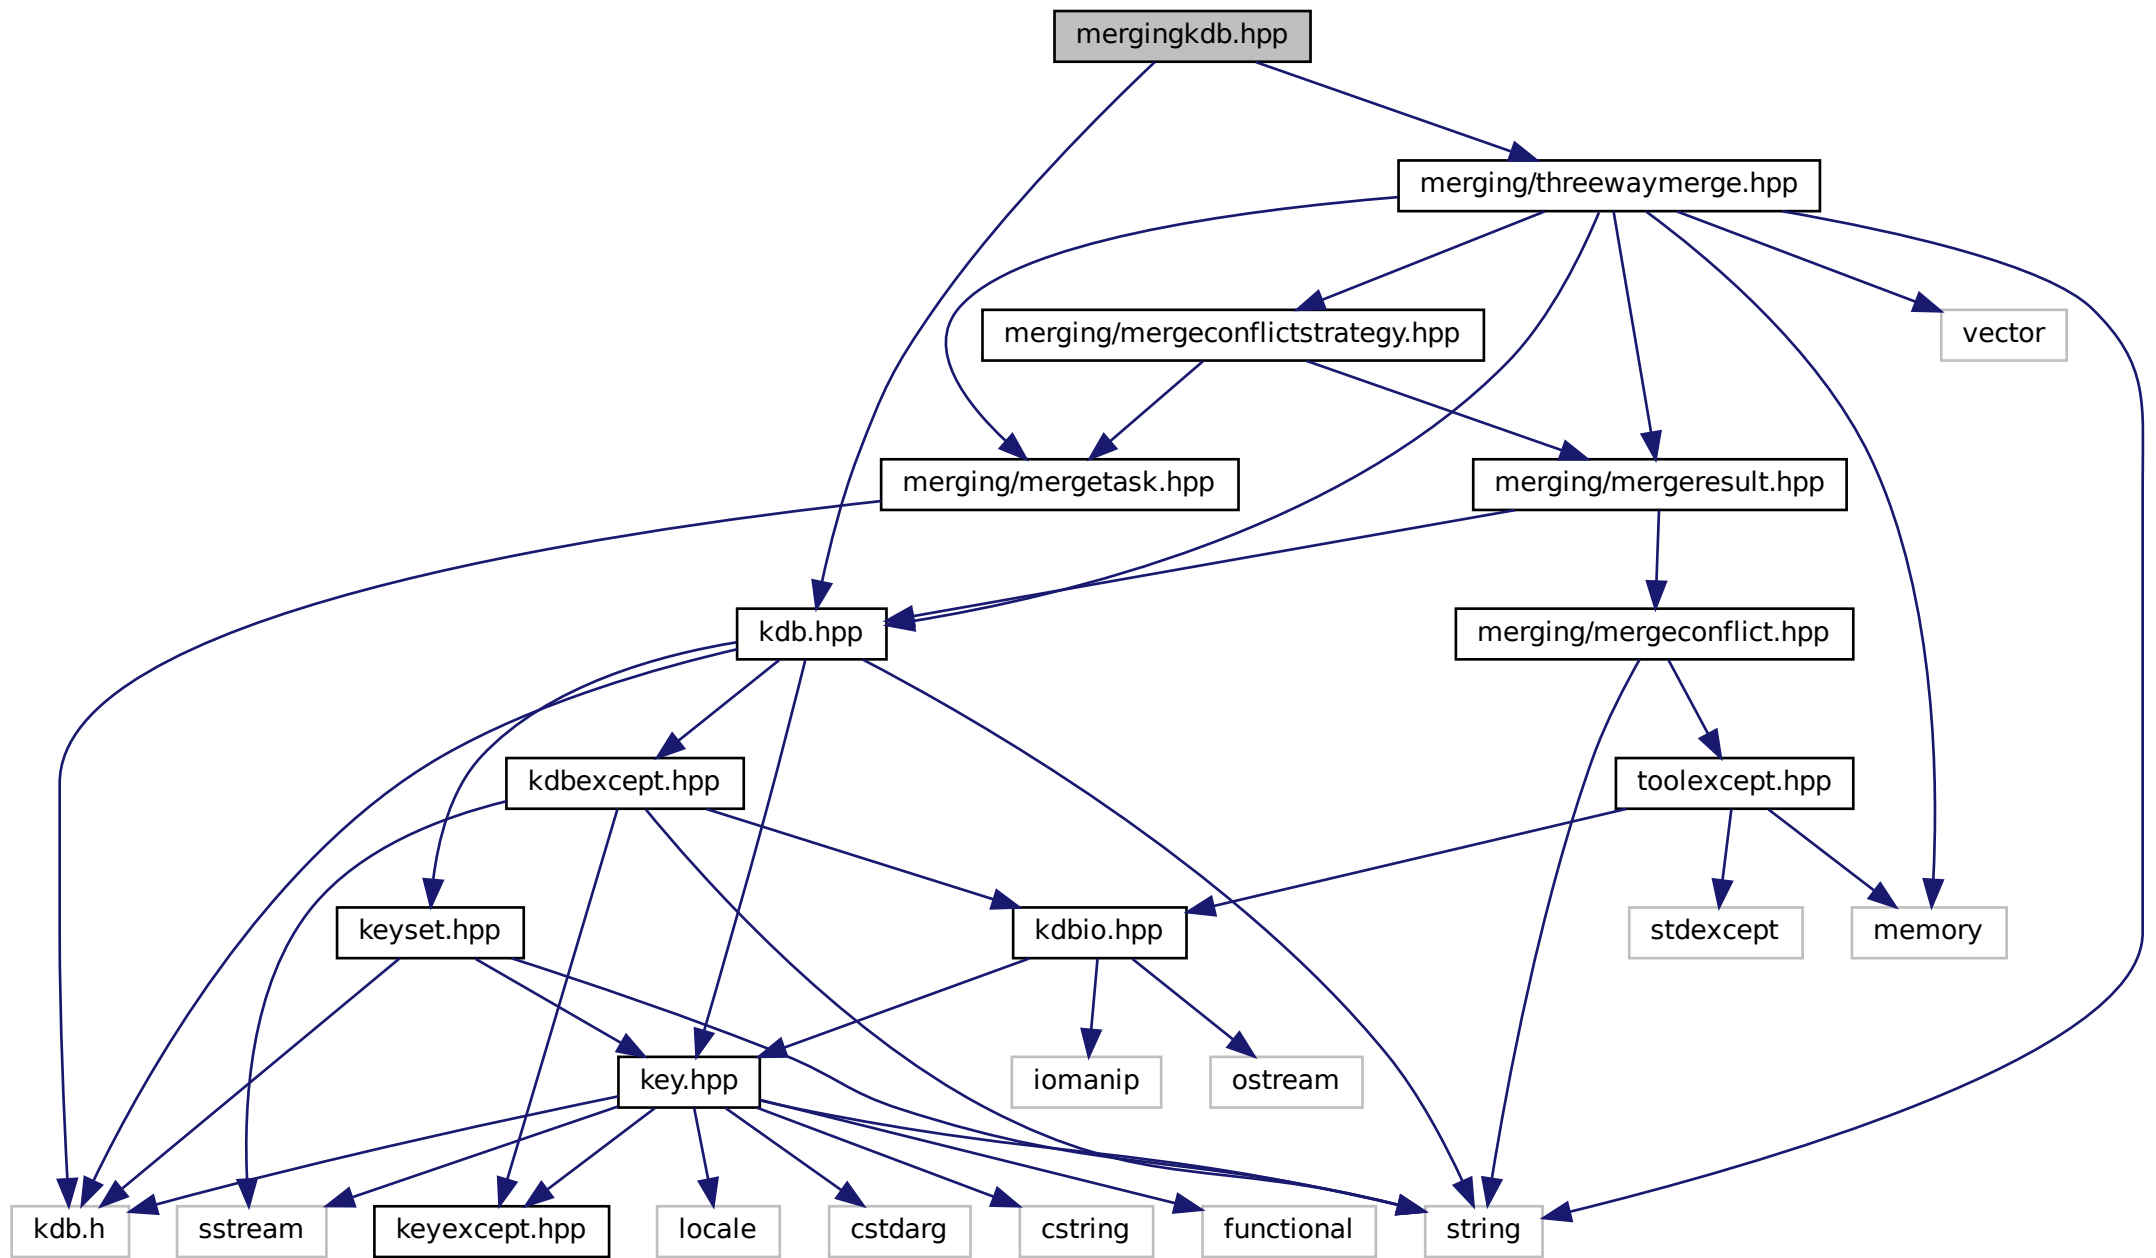 mergingkdb.hpp
merging/threewaymerge.hpp
merging/mergeconflictstrategy.hpp
vector
merging/mergetask.hpp
merging/mergeresult.hpp
kdb.hpp
merging/mergeconflict.hpp
kdbexcept.hpp
toolexcept.hpp
keyset.hpp
kdbio.hpp
stdexcept
memory
key.hpp
iomanip
ostream
kdb.h
sstream
keyexcept.hpp
locale
cstdarg
cstring
functional
string